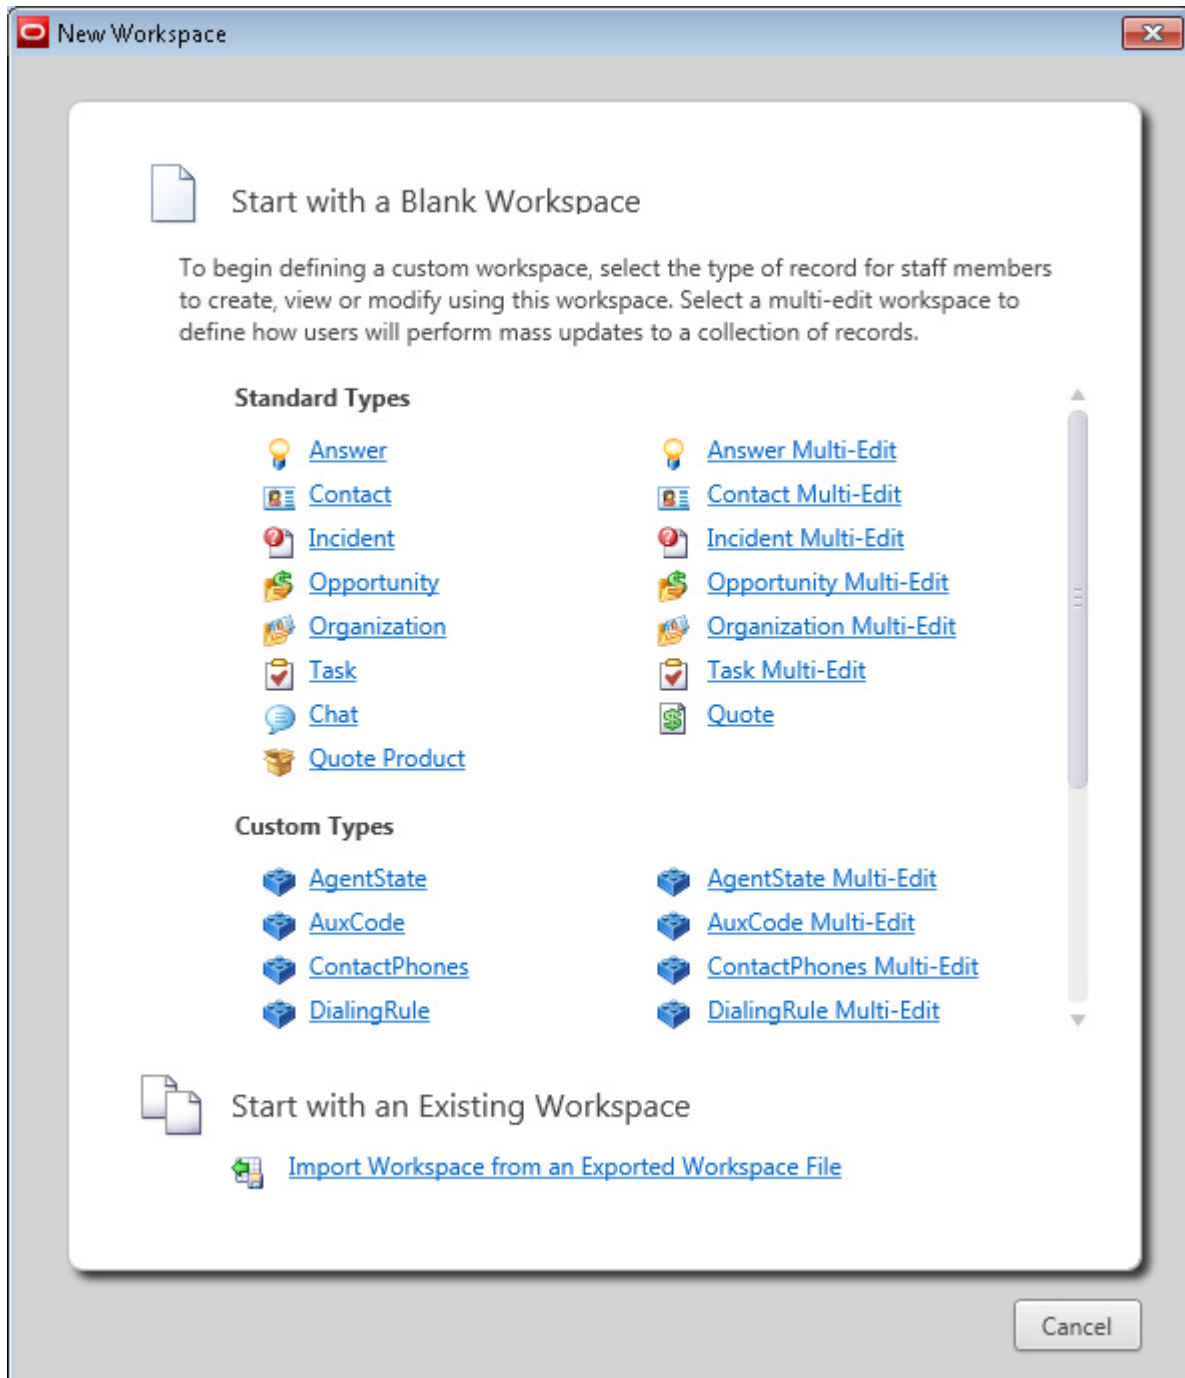 New Workspace
Start with a Blank Workspace
To begin defining a custom workspace, select the type of record for staff members
to create, view or modify using this workspace. Select a multi-edit workspace to
define how users will perform mass updates to a collection of records.
Standard Types
Answer Answer Multi-Edit
Contact Contact Multi-Edit
Incident Incident Multi-Edit
Opportunity Opportunity Multi-Edit
Organization Organization Multi-Edit
Task Task Multi-Edit
Chat Quote
Quote Product
Custom Types
AgentState AgentState Multi-Edit
AuxCode AuxCode Multi-Edit
ContactPhones ContactPhones Multi-Edit
DialingRule DialingRule Multi-Edit
Start with an Existing Workspace
Import Workspace from an Exported Workspace File
Cancel